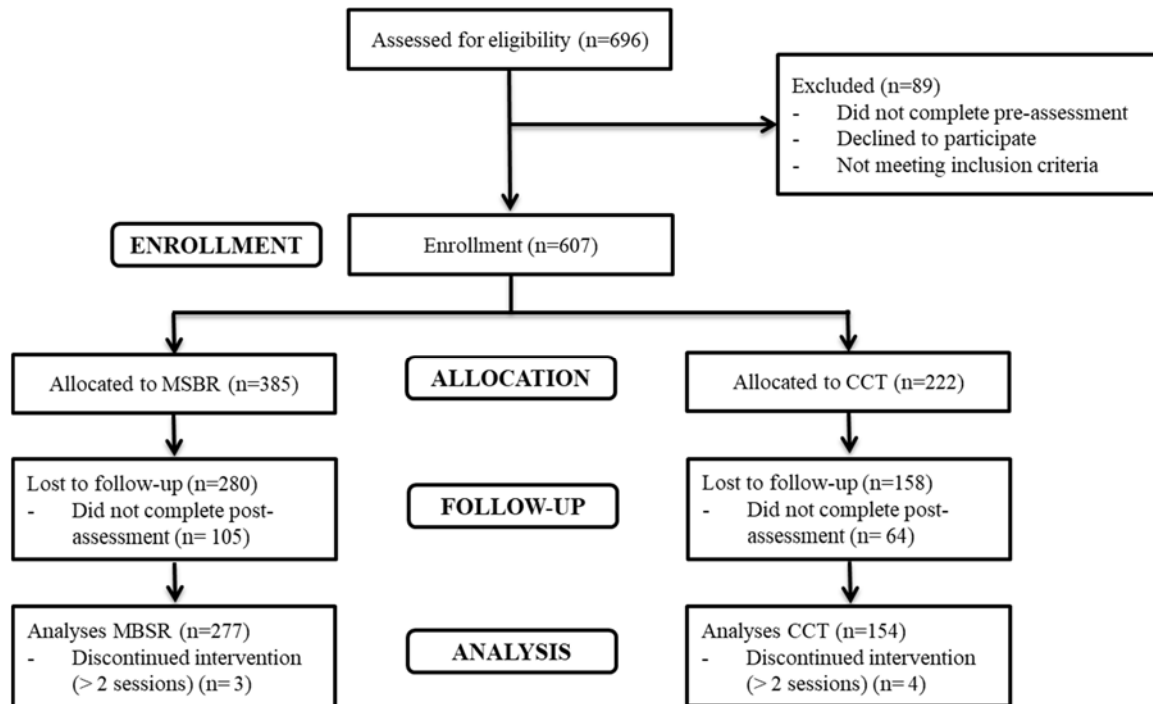 Assessed for eligibility (n=696)
Excluded (n=89)
- Did not complete pre-assessment
- Declined to participate
- Not meeting inclusion criteria
ENROLLMENT
Enrollment (n=607)
Allocated to MSBR (n=385)
ALLOCATION
Allocated to CCT (n=222)
Lost to follow-up (n=280)
- Did not complete post-
assessment (n= 105)
FOLLOW-UP
Lost to follow-up (n=158)
- Did not complete post-
assessment (n= 64)
Analyses MBSR (n=277)
- Discontinued intervention
(> 2 sessions) (n= 3)
ANALYSIS
Analyses CCT (n=154)
- Discontinued intervention
(> 2 sessions) (n= 4)